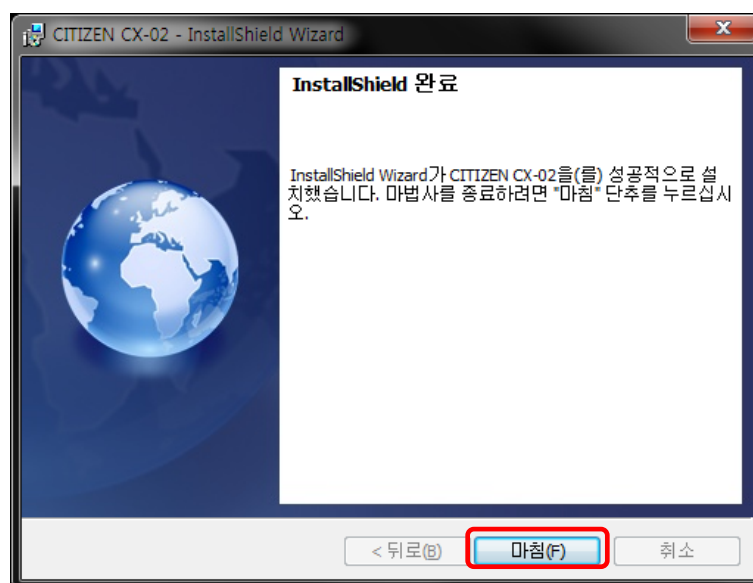 CITIZEN CX-02 - InstallShield Wizard
InstallShield 완료
InstallShield Wizard가 CITIZEN CX-02을(를) 성공적으로 설
치했습니다. 마법사를 종료하려면 "마침" 단추를 누르십시
오.
< 뒤로(B) 마침(F) 취소